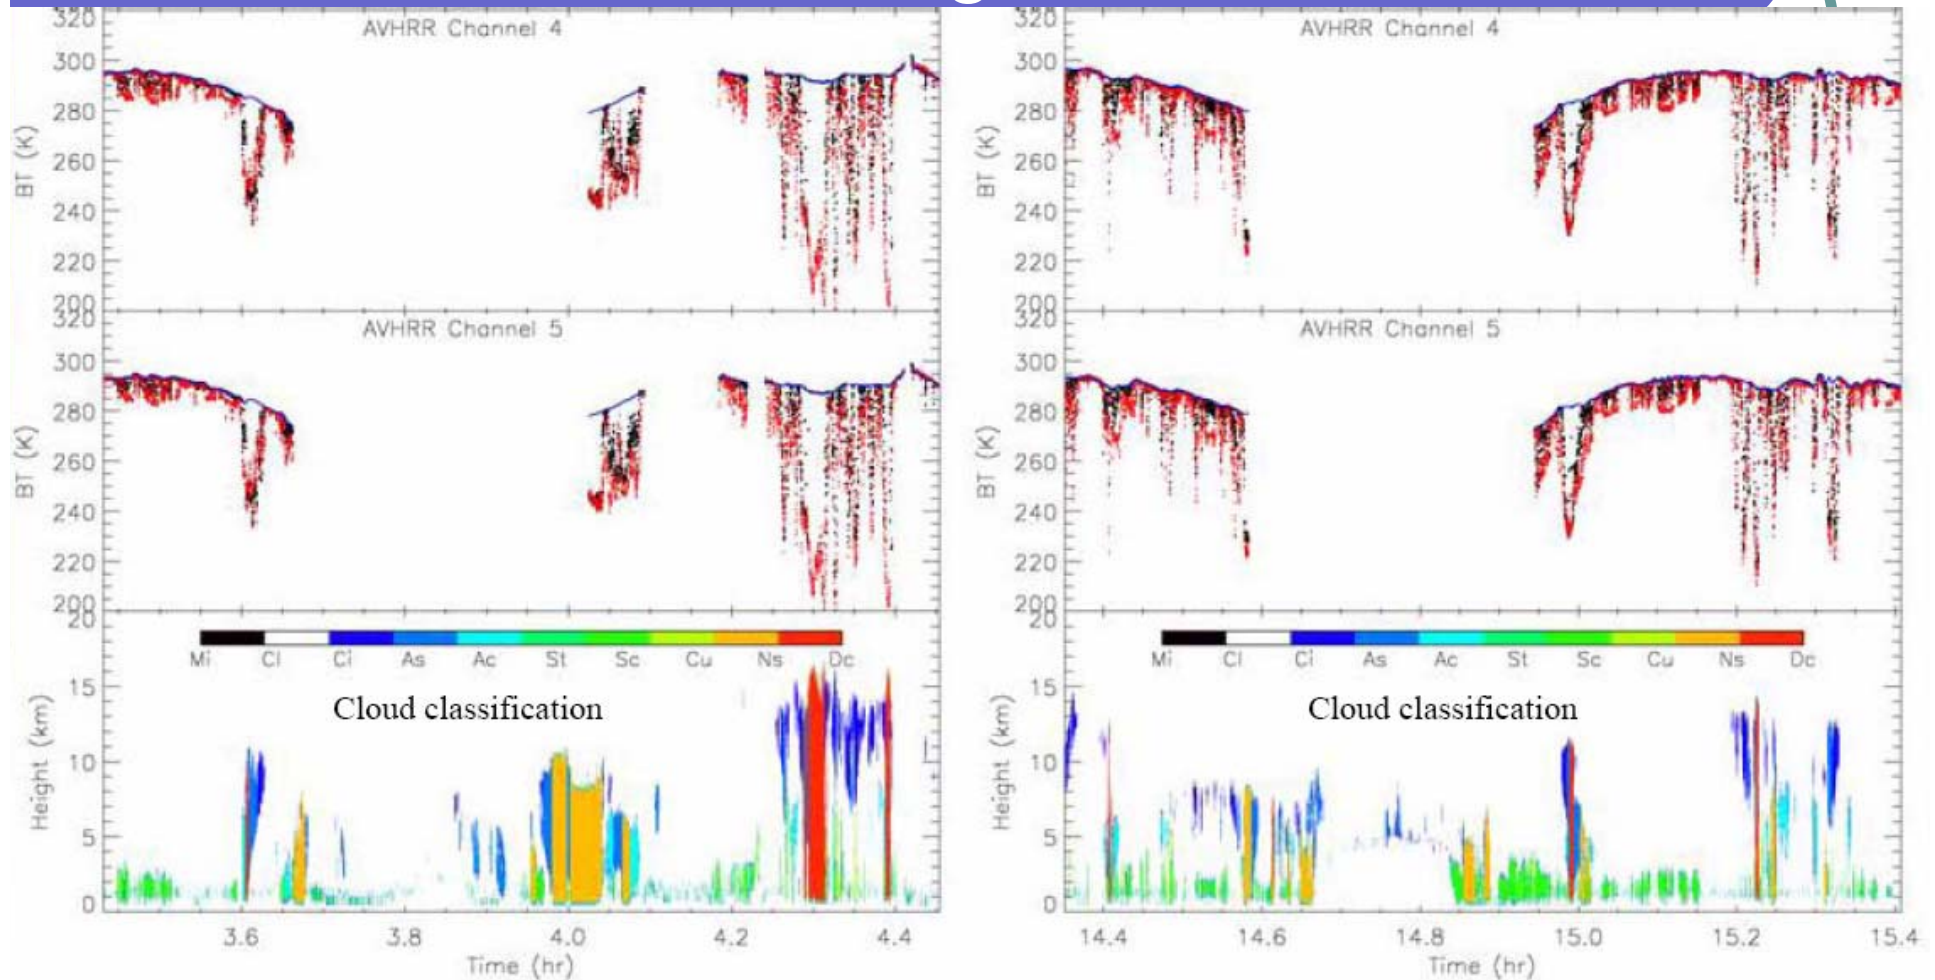 AVHRR Channel 4
320
300
280
260
240
220
200
BT (K)
AVHRR Channel 5
320
300
280
260
240
220
200
BT (K)
20
15
10
5
0
Height (km)
Mi Cl Ci As Ac St Sc Cu Ns Dc
Cloud classification
3.6 3.8 4.0 4.2 4.4
Time (hr)
AVHRR Channel 4
320
300
280
260
240
220
200
BT (K)
AVHRR Channel 5
320
300
280
260
240
220
200
BT (K)
20
15
10
5
0
Height (km)
Mi Cl Ci As Ac St Sc Cu Ns Dc
Cloud classification
14.4 14.6 14.8 15.0 15.2 15.4
Time (hr)